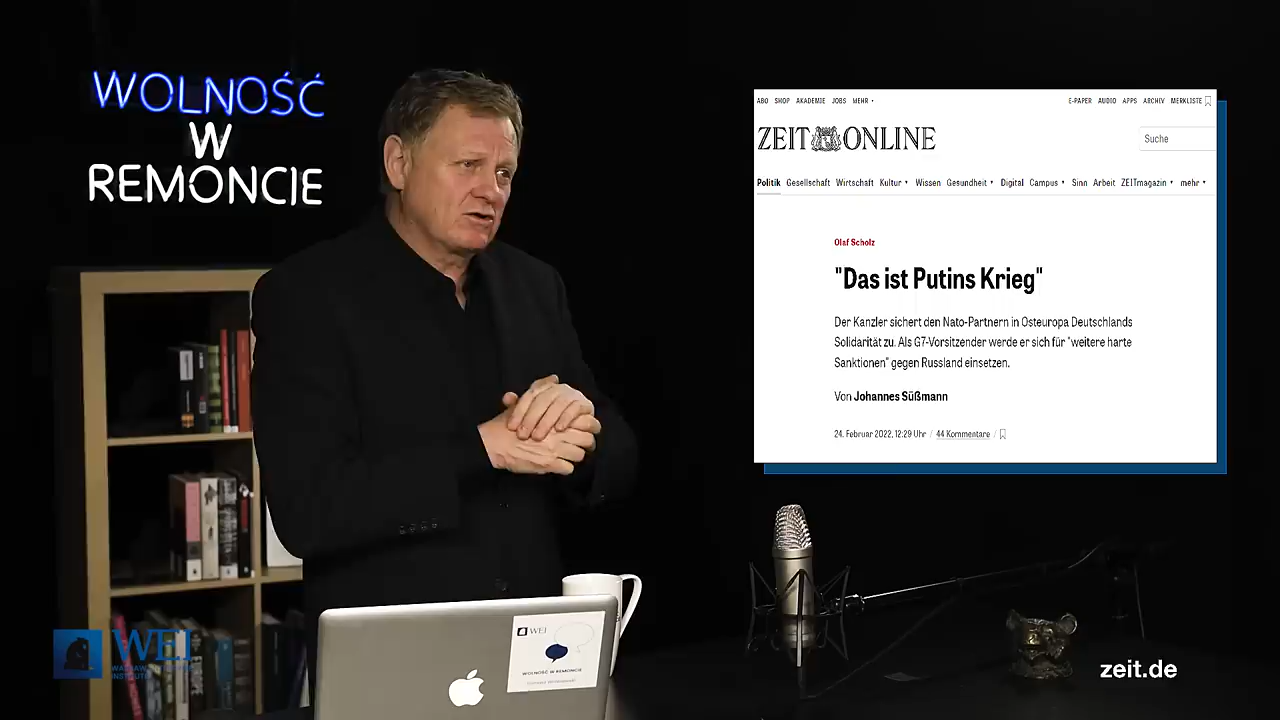 WOLNOŚĆ
W
REMONCIE
ABO SHOP AKADEMIE JOBS MEHR
E-PAPER AUDIO APPS ARCHIV MERKLISTE
ZEIT ONLINE
Suche
Politik Gesellschaft Wirtschaft Kultur Wissen Gesundheit Digital Campus Sinn Arbeit ZEITmagazin mehr
Olaf Scholz
"Das ist Putins Krieg"
Der Kanzler sichert den Nato-Partnern in Osteuropa Deutschlands
Solidarität zu. Als G7-Vorsitzender werde er sich für "weitere harte
Sanktionen" gegen Russland einsetzen.
Von Johannes Süßmann
24. Februar 2022, 12:29 Uhr / 44 Kommentare /
WEI
WEI
WOLNOŚĆ W REMONCIE
zeit.de